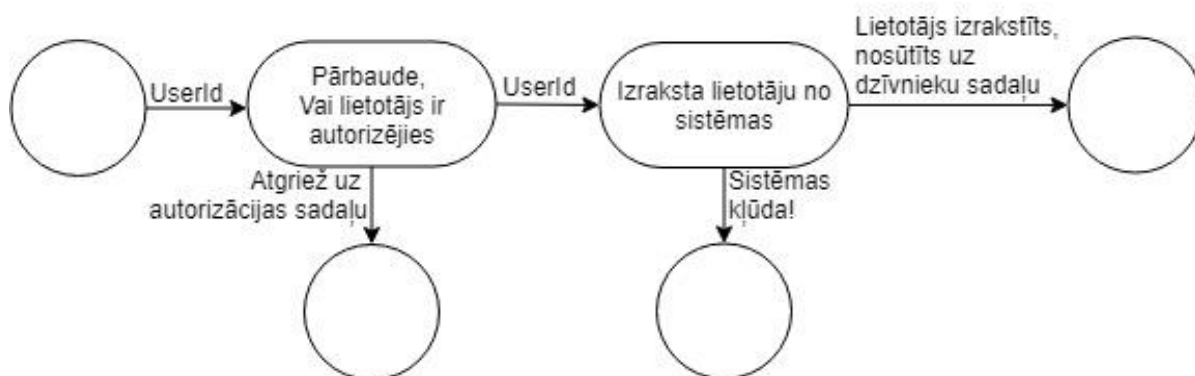 UserId
Pārbaude,
Vai lietotājs ir
autorizējies
UserId
Izraksta lietotāju no
sistēmas
Lietotājs izrakstīts,
nosūtīts uz
dzīvnieku sadaļu
Atgriež uz
autorizācijas sadaļu
Sistēmas
kļūda!